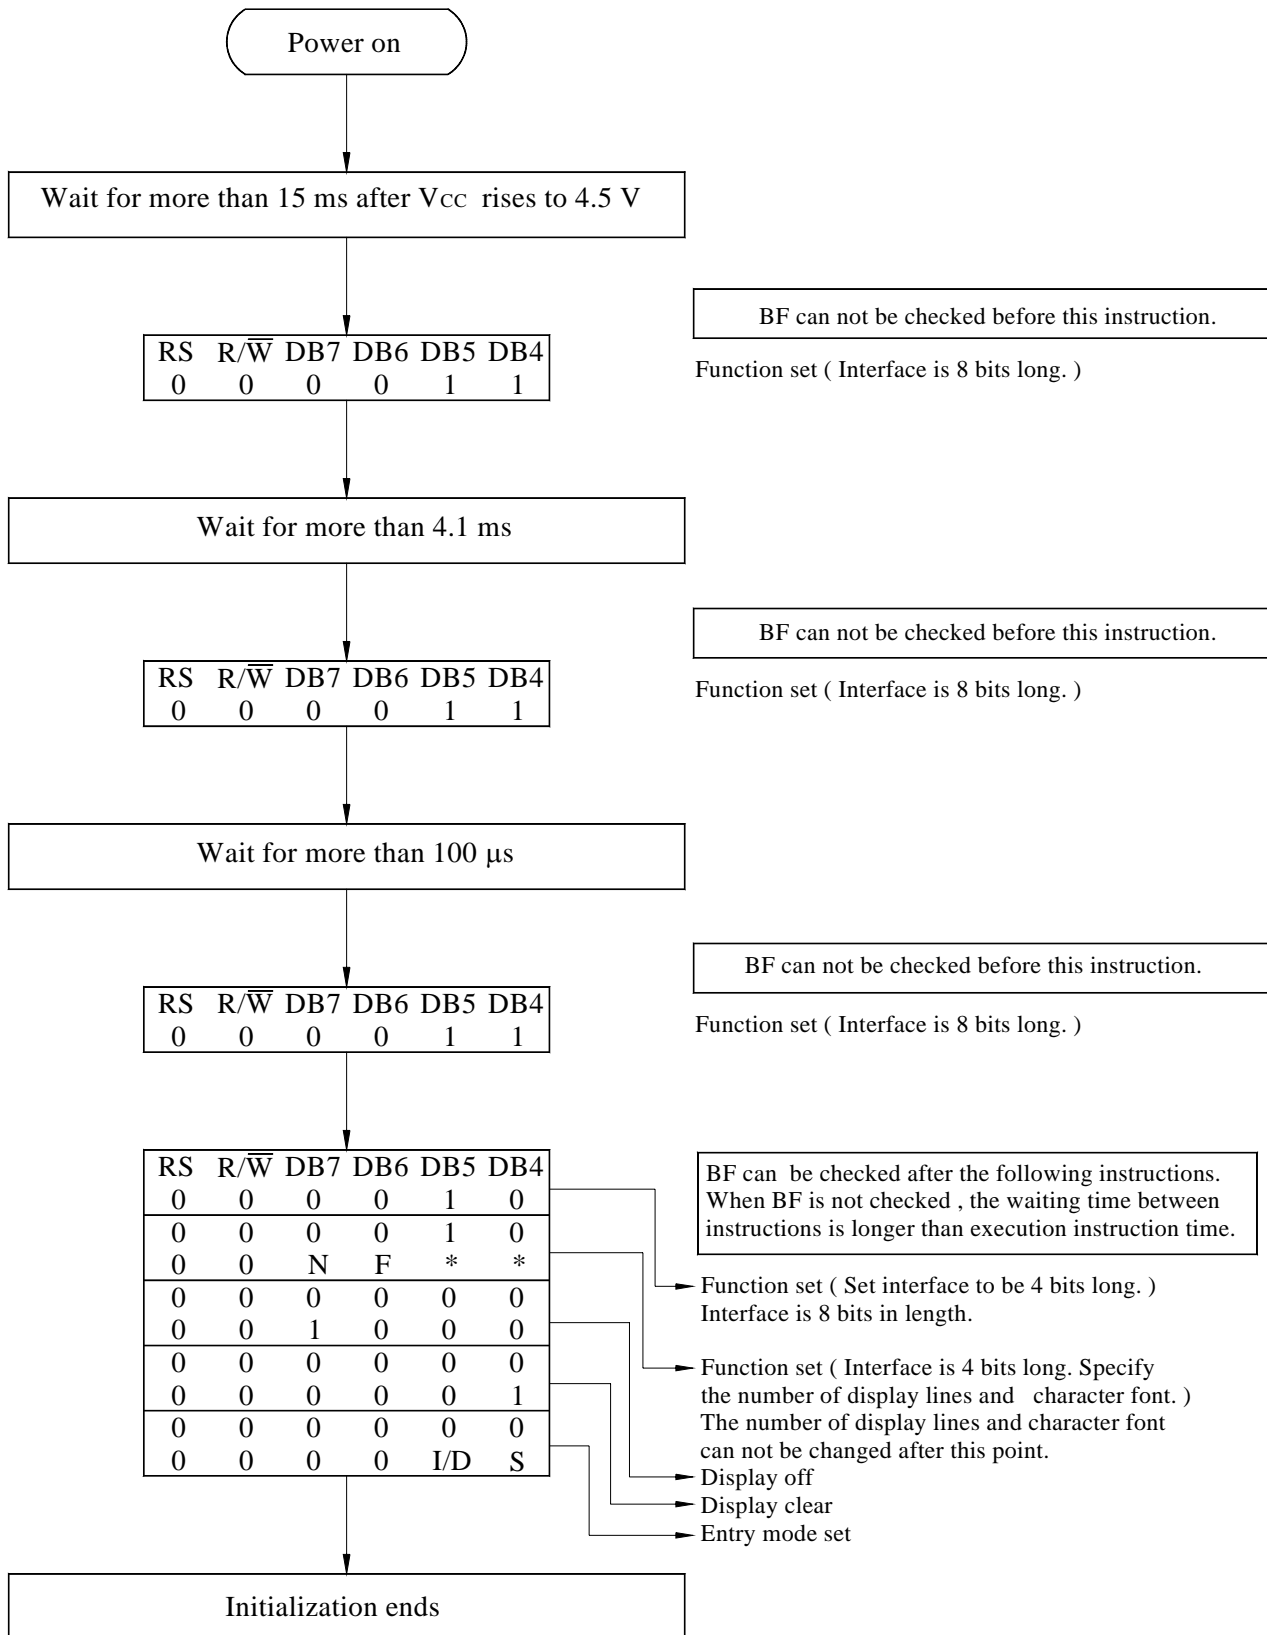 Power on
Wait for more than 15 ms after VCC rises to 4.5 V
BF can not be checked before this instruction.
RS R/W̅ DB7 DB6 DB5 DB4
0 0 0 0 1 1
Function set ( Interface is 8 bits long. )
Wait for more than 4.1 ms
BF can not be checked before this instruction.
RS R/W̅ DB7 DB6 DB5 DB4
0 0 0 0 1 1
Function set ( Interface is 8 bits long. )
Wait for more than 100 μs
BF can not be checked before this instruction.
RS R/W̅ DB7 DB6 DB5 DB4
0 0 0 0 1 1
Function set ( Interface is 8 bits long. )
RS R/W̅ DB7 DB6 DB5 DB4
0 0 0 0 1 0
0 0 0 0 1 0
0 0 N F * *
0 0 0 0 0 0
0 0 1 0 0 0
0 0 0 0 0 0
0 0 0 0 0 1
0 0 0 0 0 0
0 0 0 0 I/D S
BF can be checked after the following instructions.
When BF is not checked , the waiting time between
instructions is longer than execution instruction time.
Function set ( Set interface to be 4 bits long. )
Interface is 8 bits in length.
Function set ( Interface is 4 bits long. Specify
the number of display lines and character font. )
The number of display lines and character font
can not be changed after this point.
Display off
Display clear
Entry mode set
Initialization ends